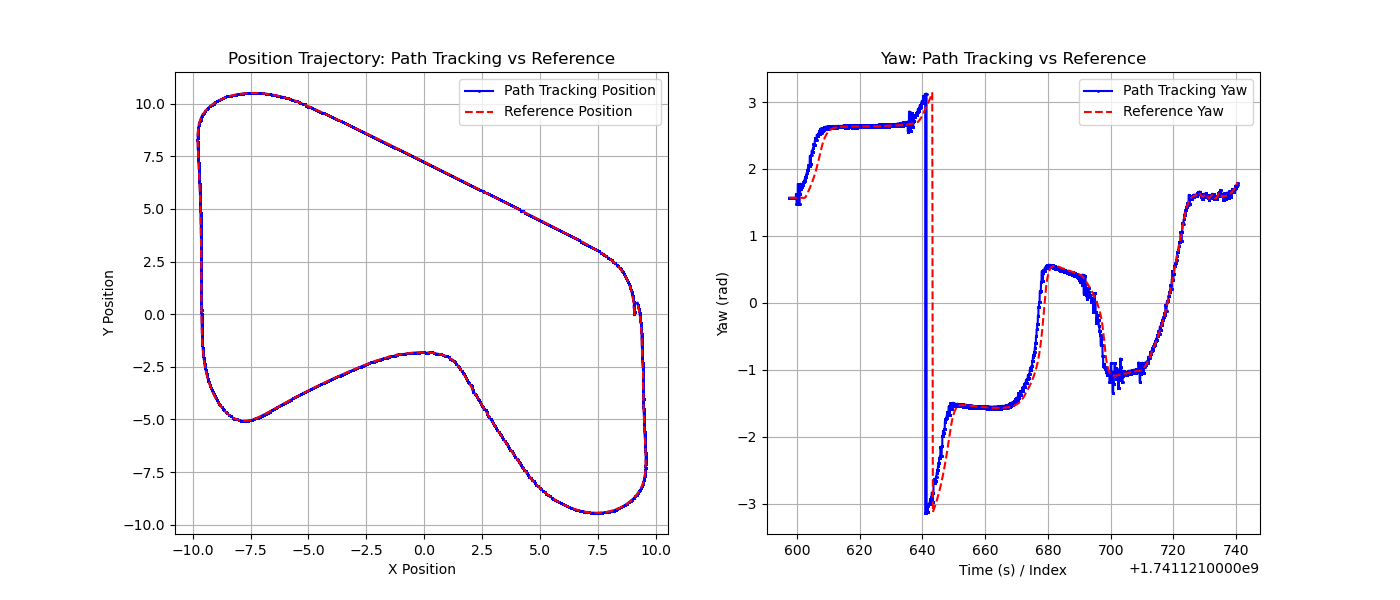 Position Trajectory: Path Tracking vs Reference
Path Tracking Position
Reference Position
10.0
7.5
5.0
2.5
0.0
−2.5
−5.0
−7.5
−10.0
Y Position
−10.0 −7.5 −5.0 −2.5 0.0 2.5 5.0 7.5 10.0
X Position
Yaw: Path Tracking vs Reference
Path Tracking Yaw
Reference Yaw
3
2
1
0
−1
−2
−3
Yaw (rad)
600 620 640 660 680 700 720 740
Time (s) / Index
+1.7411210000e9